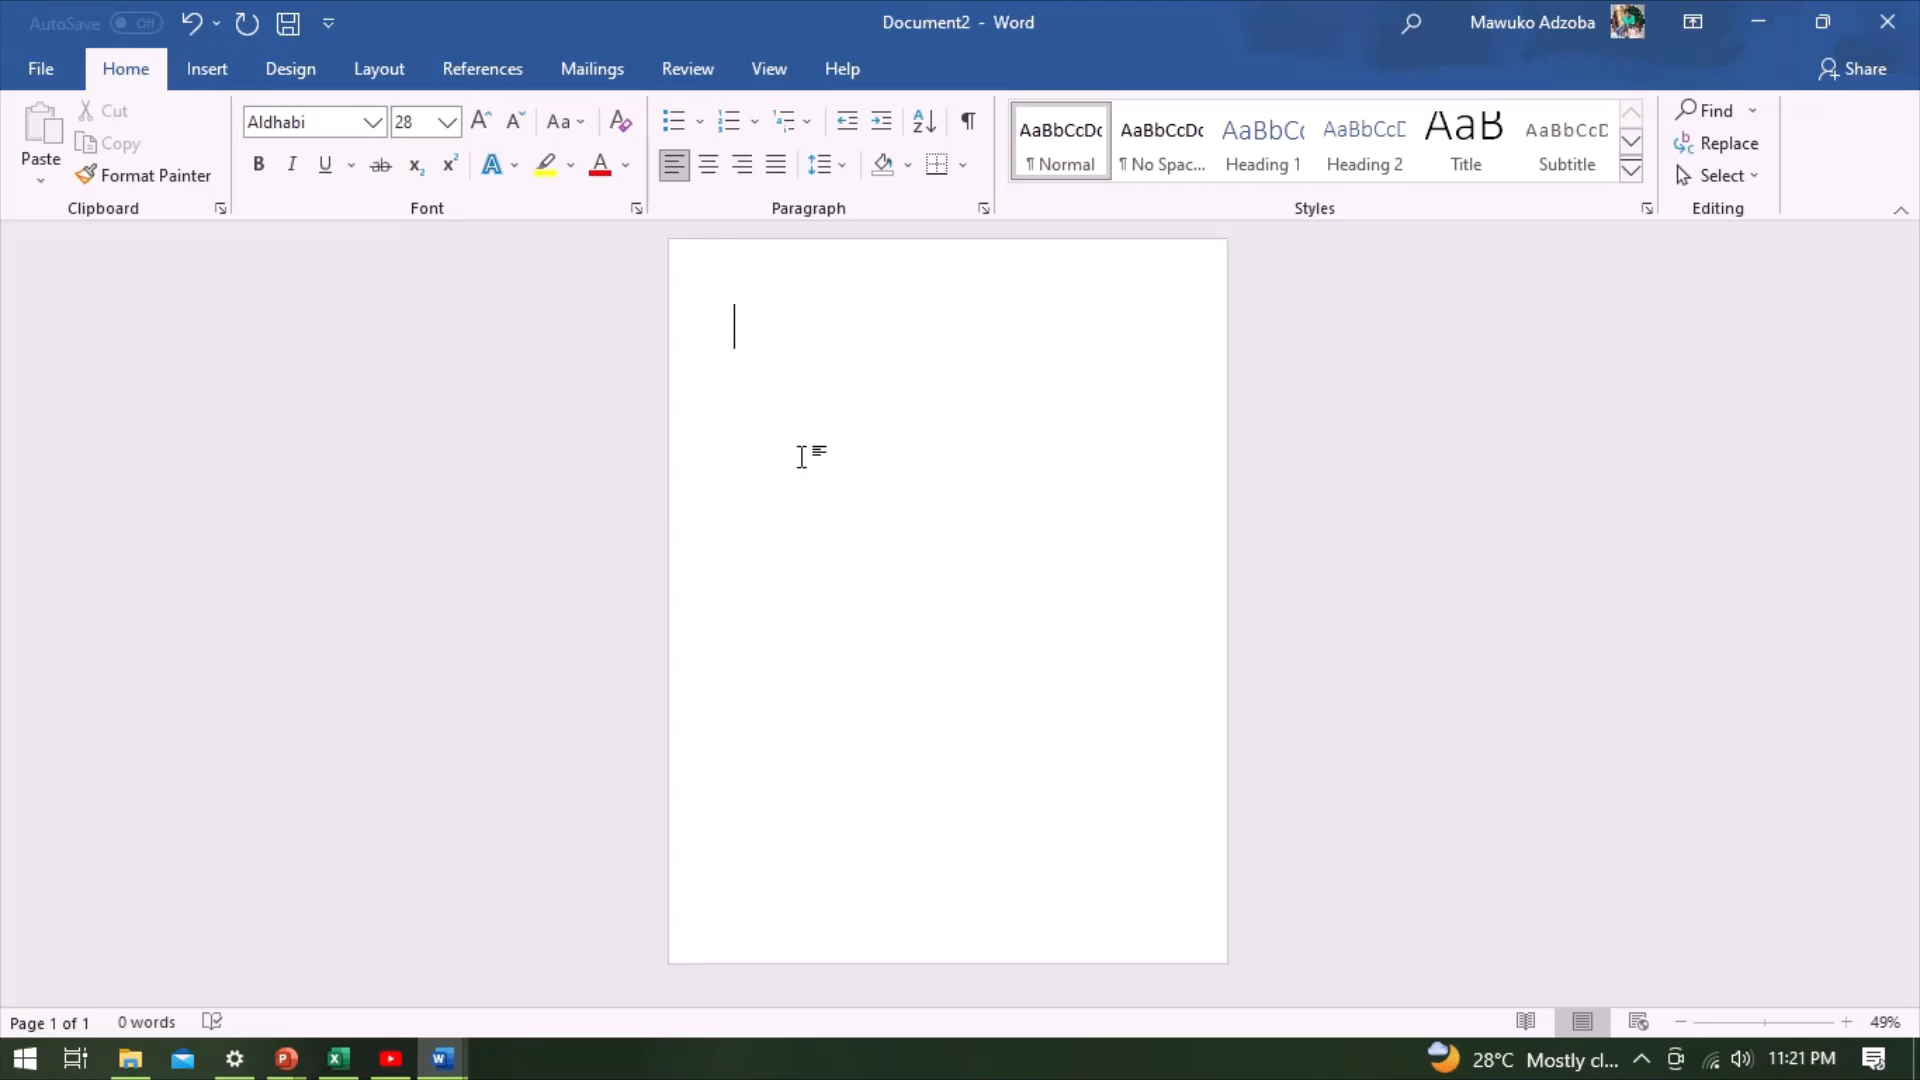 AutoSave Off Document2 - Word Mawuko Adzoba
File Home Insert Design Layout References Mailings Review View Help Share
Paste Cut Copy Format Painter
Clipboard
Aldhabi 28 Aa
B I U ab x2 x2 A A
Font
Paragraph
AaBbCcDc AaBbCcDc AaBbCc AaBbCcD AaB AaBbCcD
¶ Normal ¶ No Spac... Heading 1 Heading 2 Title Subtitle
Styles
Find
Replace
Select
Editing
Page 1 of 1 0 words 49%
28°C Mostly cl... 11:21 PM